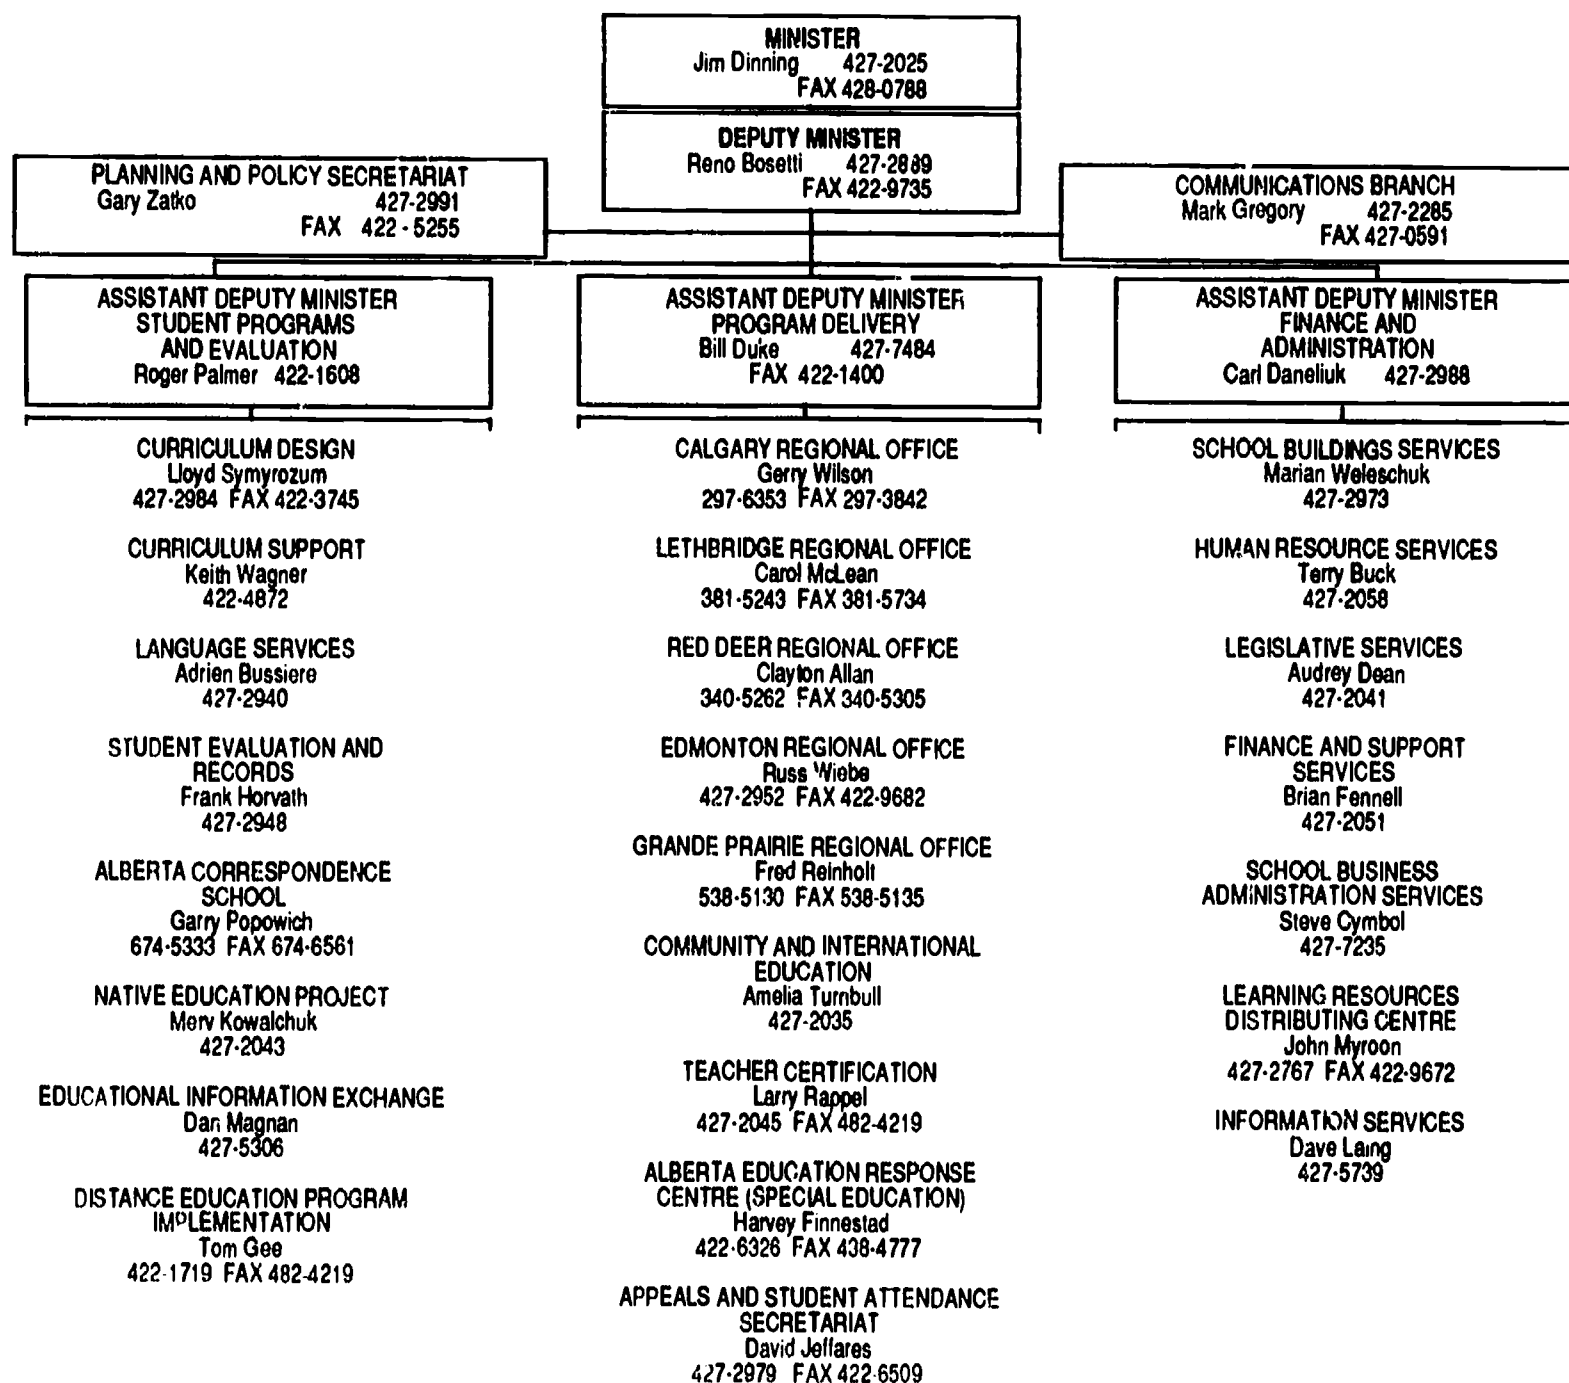 MINISTER
Jim Dinning 427-2025
FAX 428-0788
DEPUTY MINISTER
Reno Bosetti 427-2889
FAX 422-9735
PLANNING AND POLICY SECRETARIAT
Gary Zatko 427-2991
FAX 422 - 5255
COMMUNICATIONS BRANCH
Mark Gregory 427-2285
FAX 427-0591
ASSISTANT DEPUTY MINISTER
STUDENT PROGRAMS
AND EVALUATION
Roger Palmer 422-1608
ASSISTANT DEPUTY MINISTER
PROGRAM DELIVERY
Bill Duke 427-7484
FAX 422-1400
ASSISTANT DEPUTY MINISTER
FINANCE AND
ADMINISTRATION
Carl Daneliuk 427-2988
CURRICULUM DESIGN
Lloyd Symyrozum
427-2984 FAX 422-3745
CURRICULUM SUPPORT
Keith Wagner
422-4872
LANGUAGE SERVICES
Adrien Bussiere
427-2940
STUDENT EVALUATION AND
RECORDS
Frank Horvath
427-2948
ALBERTA CORRESPONDENCE
SCHOOL
Garry Popowich
674-5333 FAX 674-6561
NATIVE EDUCATION PROJECT
Merv Kowalchuk
427-2043
EDUCATIONAL INFORMATION EXCHANGE
Dan Magnan
427-5306
DISTANCE EDUCATION PROGRAM
IMPLEMENTATION
Tom Gee
422-1719 FAX 482-4219
CALGARY REGIONAL OFFICE
Gerry Wilson
297-6353 FAX 297-3842
LETHBRIDGE REGIONAL OFFICE
Carol McLean
381-5243 FAX 381-5734
RED DEER REGIONAL OFFICE
Clayton Allan
340-5262 FAX 340-5305
EDMONTON REGIONAL OFFICE
Russ Wiebe
427-2952 FAX 422-9682
GRANDE PRAIRIE REGIONAL OFFICE
Fred Reinholt
538-5130 FAX 538-5135
COMMUNITY AND INTERNATIONAL
EDUCATION
Amelia Turnbull
427-2035
TEACHER CERTIFICATION
Larry Rappel
427-2045 FAX 482-4219
ALBERTA EDUCATION RESPONSE
CENTRE (SPECIAL EDUCATION)
Harvey Finnestad
422-6326 FAX 438-4777
APPEALS AND STUDENT ATTENDANCE
SECRETARIAT
David Jeffares
427-2979 FAX 422-6509
SCHOOL BUILDINGS SERVICES
Marian Weleschuk
427-2973
HUMAN RESOURCE SERVICES
Terry Buck
427-2058
LEGISLATIVE SERVICES
Audrey Dean
427-2041
FINANCE AND SUPPORT
SERVICES
Brian Fennell
427-2051
SCHOOL BUSINESS
ADMINISTRATION SERVICES
Steve Cymbol
427-7235
LEARNING RESOURCES
DISTRIBUTING CENTRE
John Myroon
427-2767 FAX 422-9672
INFORMATION SERVICES
Dave Laing
427-5739